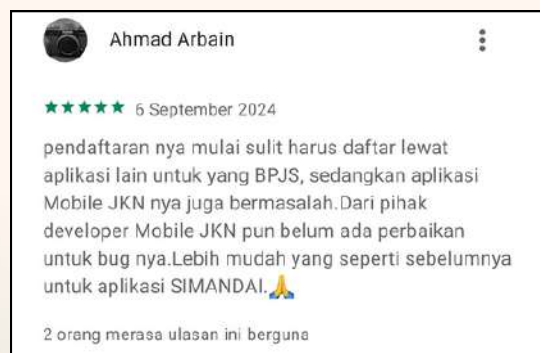 Ahmad Arbain
6 September 2024
pendaftaran nya mulai sulit harus daftar lewat
aplikasi lain untuk yang BPJS, sedangkan aplikasi
Mobile JKN nya juga bermasalah.Dari pihak
developer Mobile JKN pun belum ada perbaikan
untuk bug nya.Lebih mudah yang seperti sebelumnya
untuk aplikasi SIMANDAI.🙏
2 orang merasa ulasan ini berguna